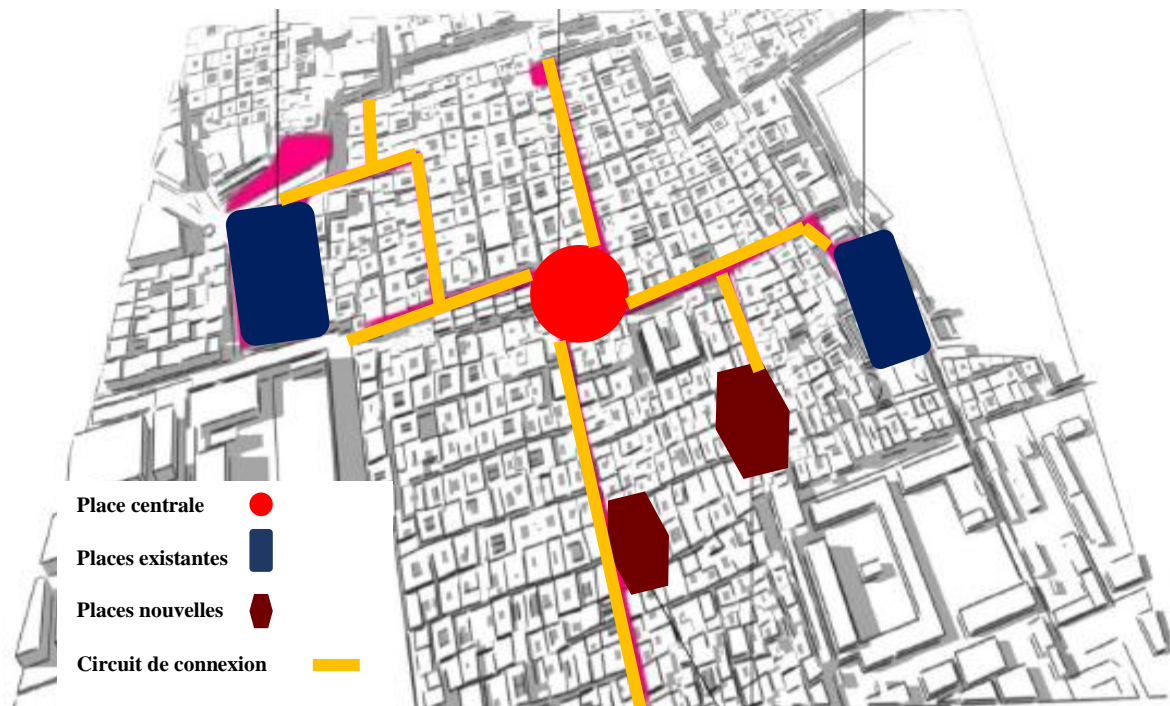 Place centrale
Places existantes
Places nouvelles
Circuit de connexion